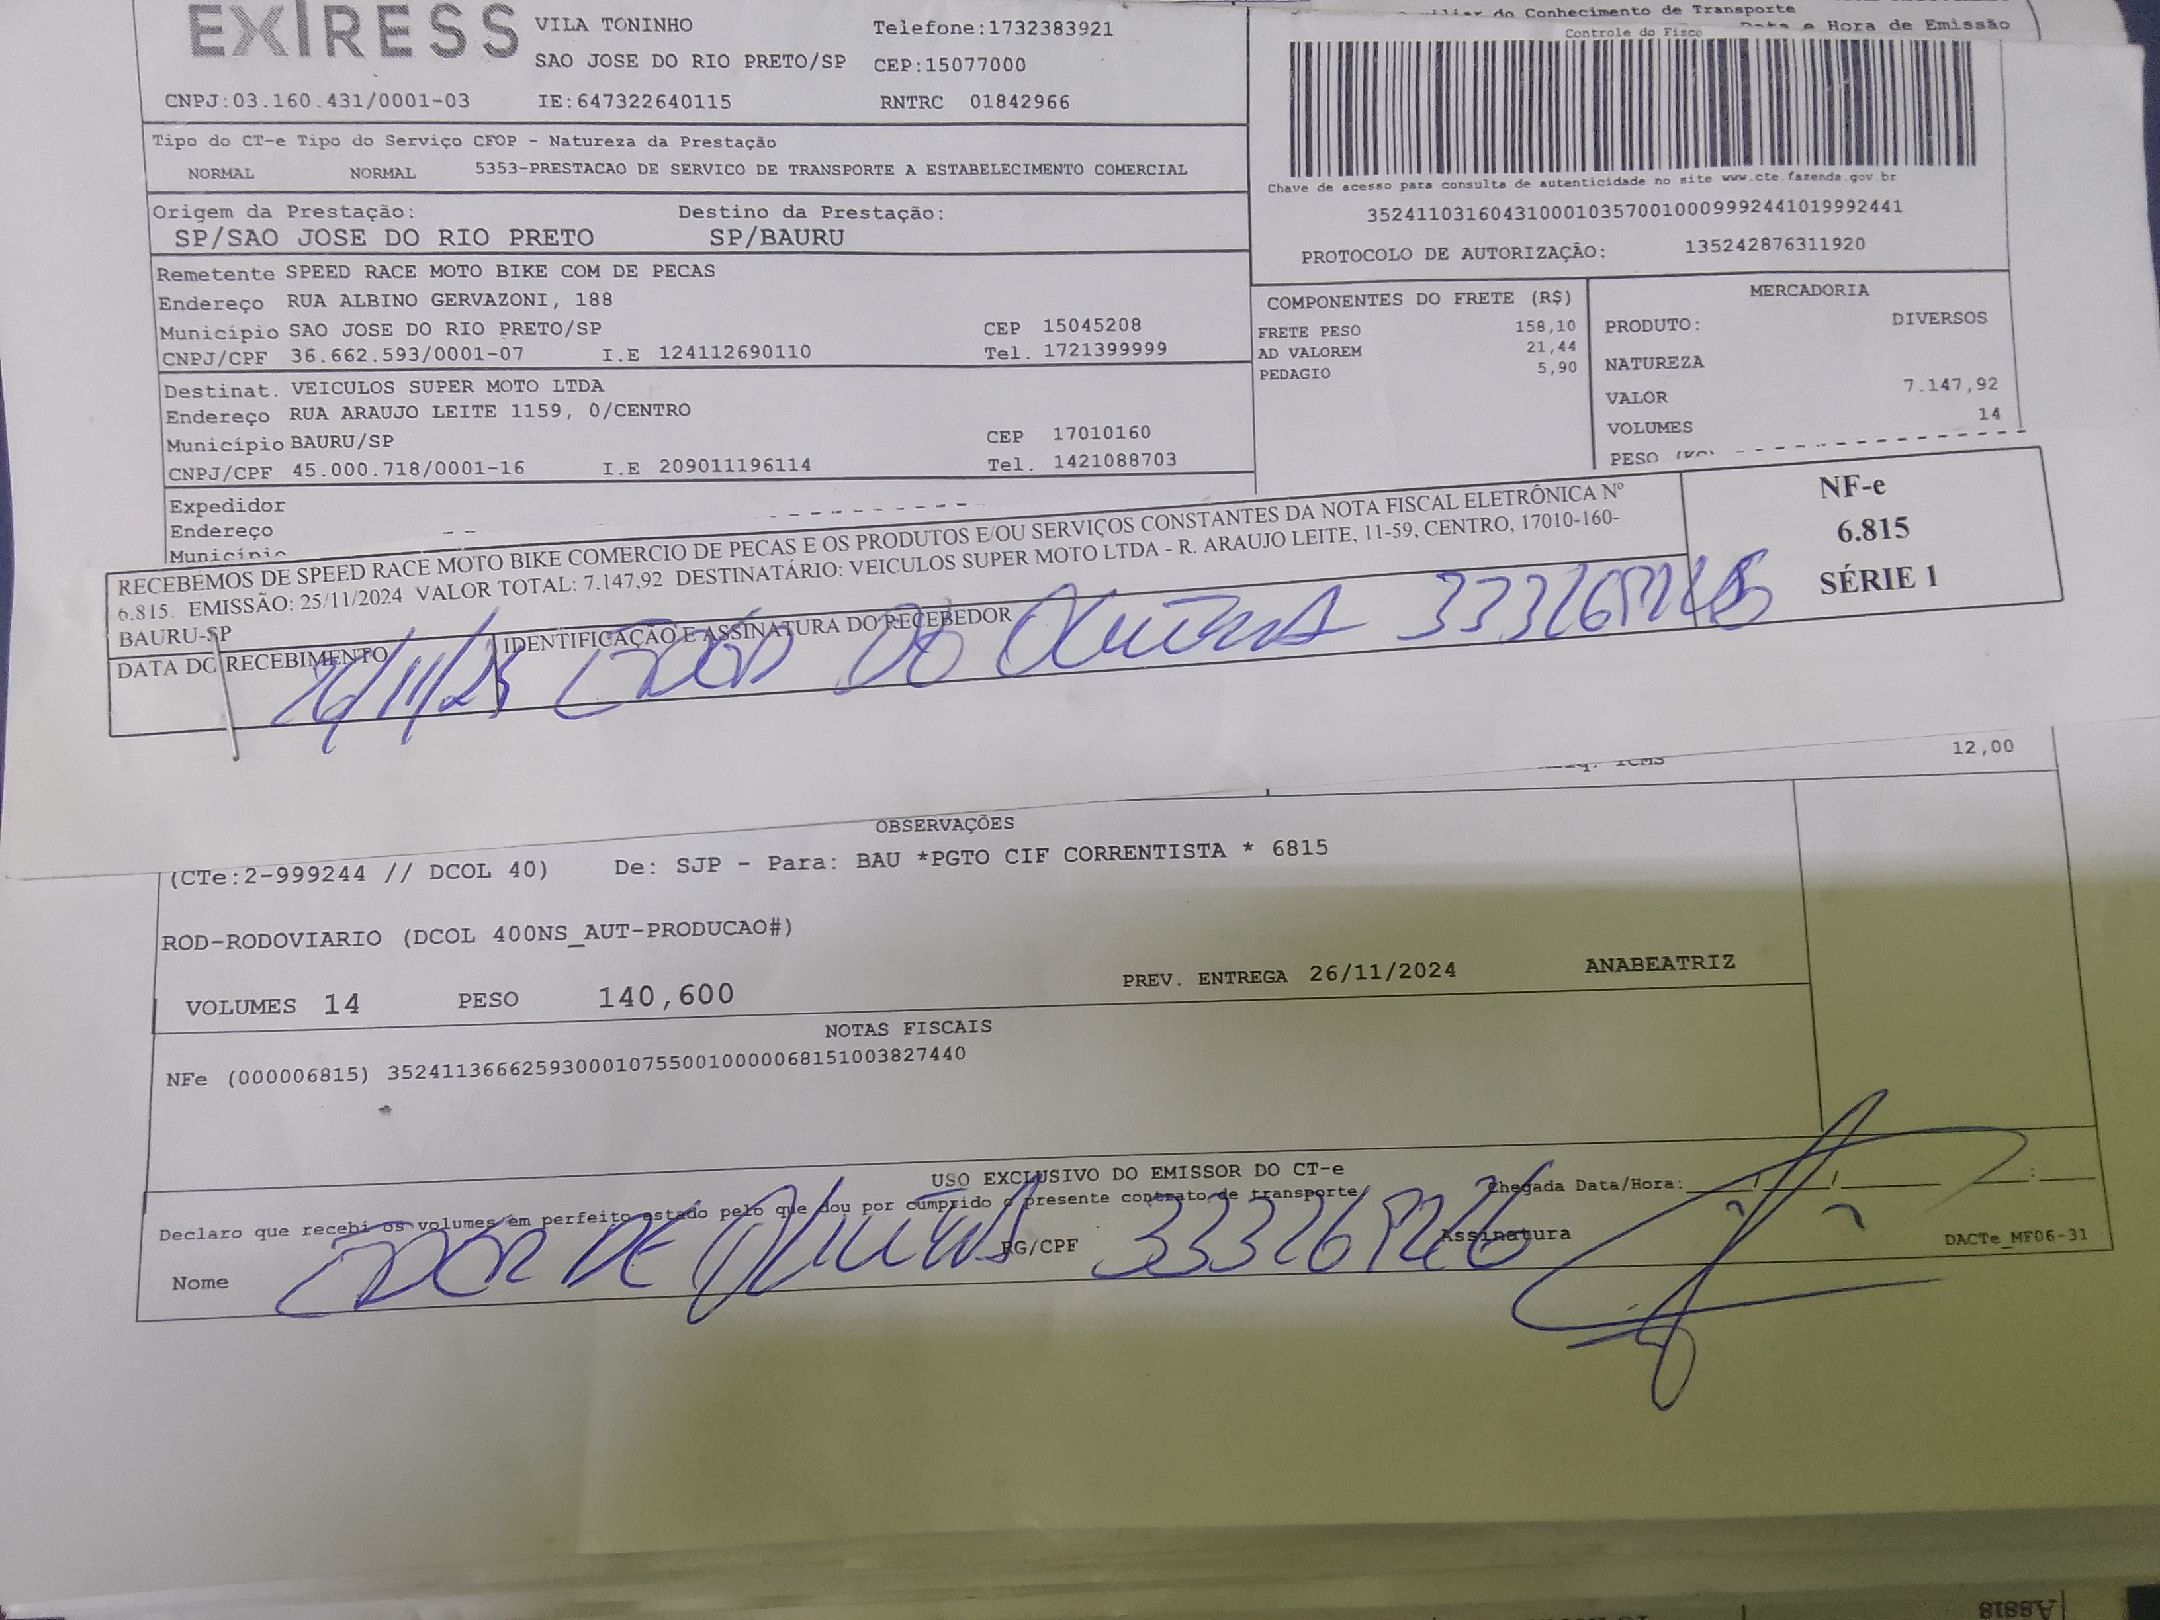 EXIRESS
VILA TONINHO Telefone:1732383921
SAO JOSE DO RIO PRETO/SP CEP:15077000
CNPJ:03.160.431/0001-03 IE:647322640115 RNTRC 01842966
do Conhecimento de Transporte
Hora de Emissão
Controle do Fisco
Tipo do CT-e Tipo do Serviço CFOP - Natureza da Prestação
NORMAL NORMAL 5353-PRESTACAO DE SERVICO DE TRANSPORTE A ESTABELECIMENTO COMERCIAL
Chave de acesso para consulta de autenticidade no site www.cte.fazenda.gov.br
35241103160431000103570010009992441019992441
PROTOCOLO DE AUTORIZAÇÃO: 135242876311920
Origem da Prestação: Destino da Prestação:
SP/SAO JOSE DO RIO PRETO SP/BAURU
Remetente SPEED RACE MOTO BIKE COM DE PECAS
Endereço RUA ALBINO GERVAZONI, 188
Município SAO JOSE DO RIO PRETO/SP CEP 15045208
CNPJ/CPF 36.662.593/0001-07 I.E 124112690110 Tel. 1721399999
Destinat. VEICULOS SUPER MOTO LTDA
Endereço RUA ARAUJO LEITE 1159, 0/CENTRO
Município BAURU/SP CEP 17010160
CNPJ/CPF 45.000.718/0001-16 I.E 209011196114 Tel. 1421088703
Expedidor
Endereço
Município
COMPONENTES DO FRETE (R$)
FRETE PESO 158,10
AD VALOREM 21,44
PEDAGIO 5,90
MERCADORIA
PRODUTO: DIVERSOS
NATUREZA
VALOR 7.147,92
VOLUMES 14
PESO (KG)
RECEBEMOS DE SPEED RACE MOTO BIKE COMERCIO DE PECAS E OS PRODUTOS E/OU SERVIÇOS CONSTANTES DA NOTA FISCAL ELETRÔNICA Nº
6.815. EMISSÃO: 25/11/2024 VALOR TOTAL: 7.147,92 DESTINATÁRIO: VEICULOS SUPER MOTO LTDA - R. ARAUJO LEITE, 11-59, CENTRO, 17010-160-
BAURU-SP
NF-e
6.815
SÉRIE 1
DATA DO RECEBIMENTO IDENTIFICAÇÃO E ASSINATURA DO RECEBEDOR
26/11/24
ICMS 12,00
OBSERVAÇÕES
(CTe:2-999244 // DCOL 40) De: SJP - Para: BAU *PGTO CIF CORRENTISTA * 6815
ROD-RODOVIARIO (DCOL 400NS_AUT-PRODUCAO#)
VOLUMES 14 PESO 140,600 PREV. ENTREGA 26/11/2024 ANABEATRIZ
NOTAS FISCAIS
NFe (000006815) 35241136662593000107550010000068151003827440
USO EXCLUSIVO DO EMISSOR DO CT-e
Declaro que recebi os volumes em perfeito estado pelo que dou por cumprido o presente contrato de transporte Chegada Data/Hora:
Nome RG/CPF Assinatura DACTe_MF06-31